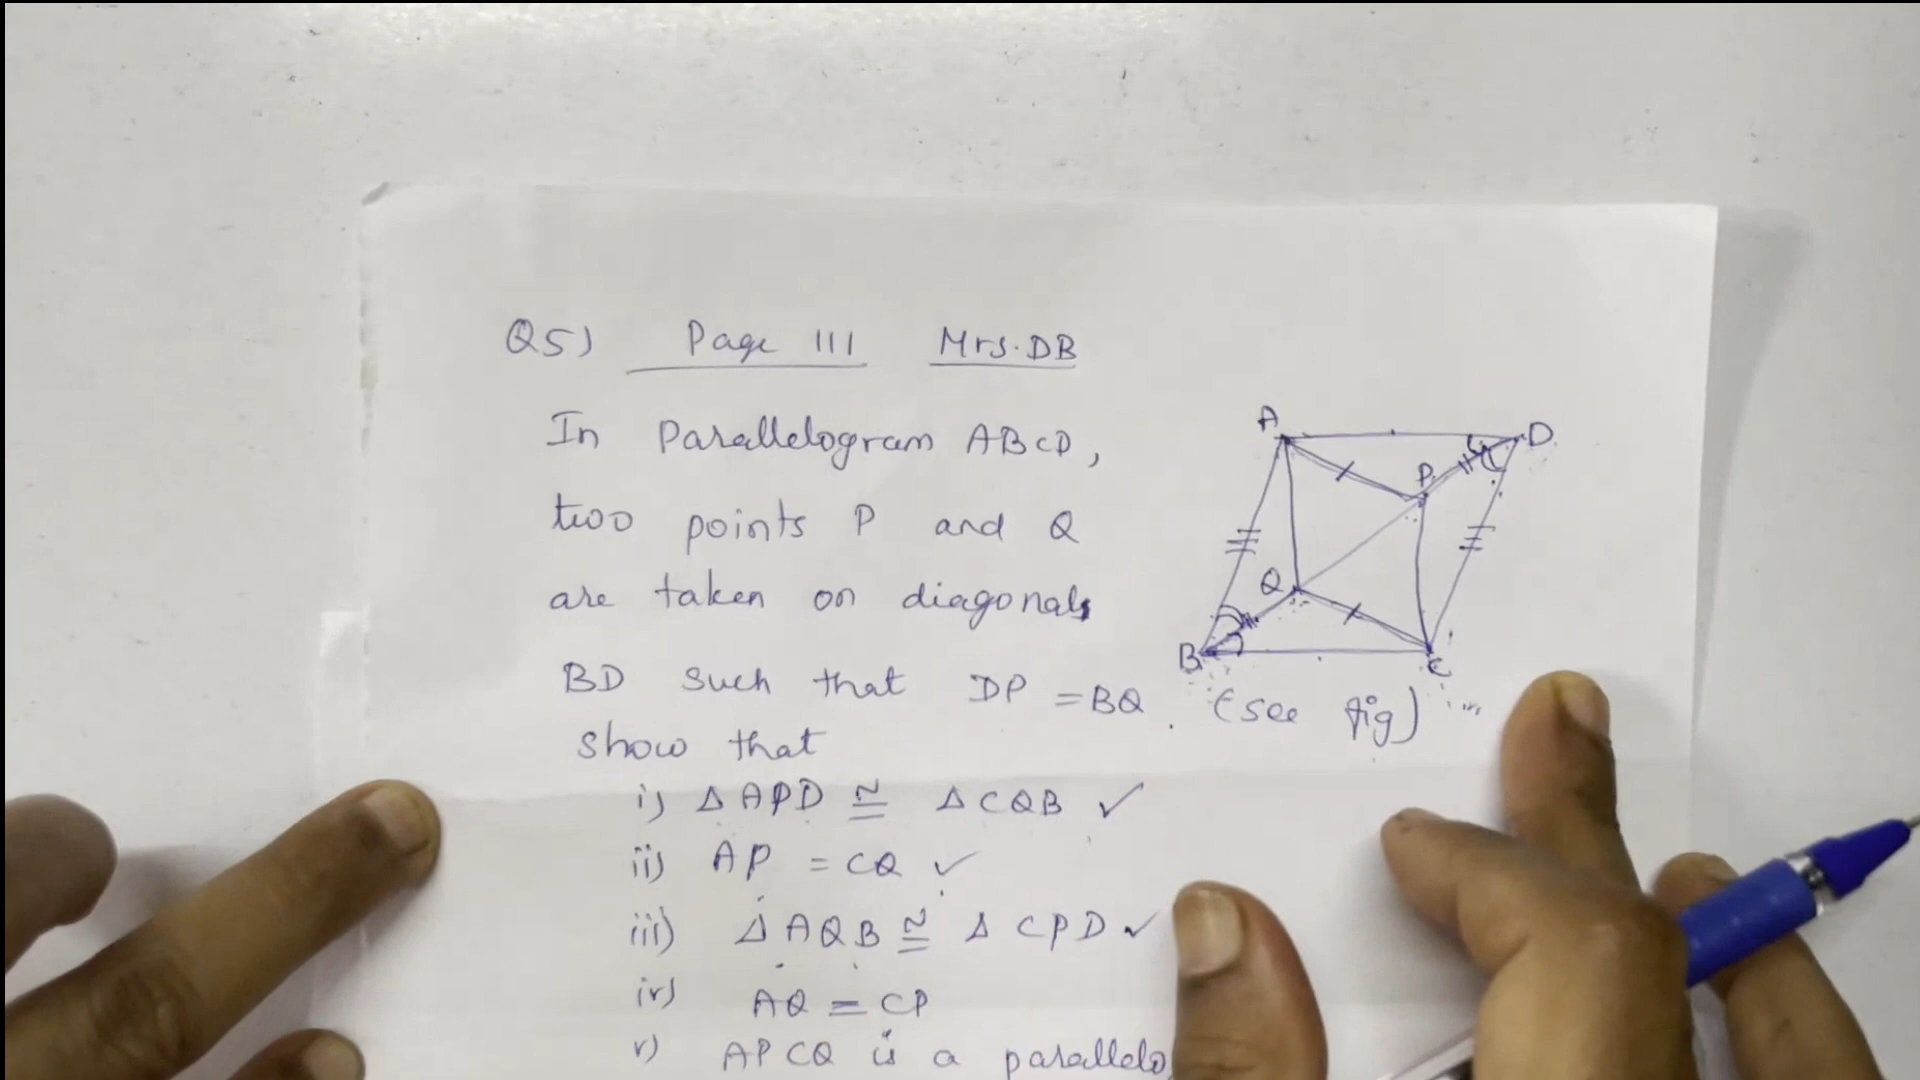 Q5) Page 111 Mrs. DB
In Parallelogram ABCD,
two points P and Q
are taken on diagonals
BD such that DP = BQ. (see fig)
show that
i) Δ APD ≅ Δ CQB ✓
ii) AP = CQ ✓
iii) Δ AQB ≅ Δ CPD ✓
iv) AQ = CP
v) APCQ is a parallelo
A
D
P
Q
B
C